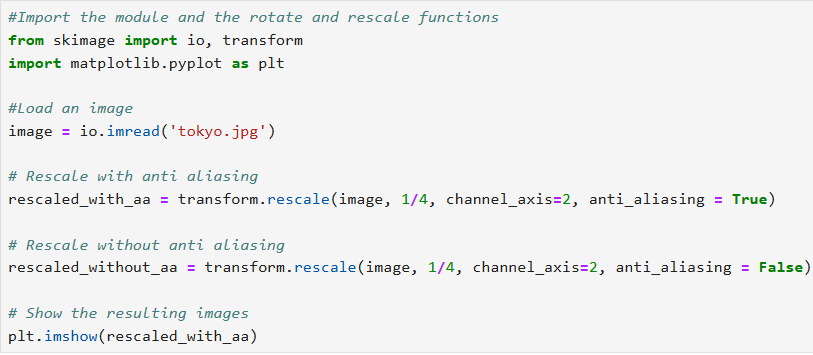 #Import the module and the rotate and rescale functions
from skimage import io, transform
import matplotlib.pyplot as plt

#Load an image
image = io.imread('tokyo.jpg')

# Rescale with anti aliasing
rescaled_with_aa = transform.rescale(image, 1/4, channel_axis=2, anti_aliasing = True)

# Rescale without anti aliasing
rescaled_without_aa = transform.rescale(image, 1/4, channel_axis=2, anti_aliasing = False)

# Show the resulting images
plt.imshow(rescaled_with_aa)